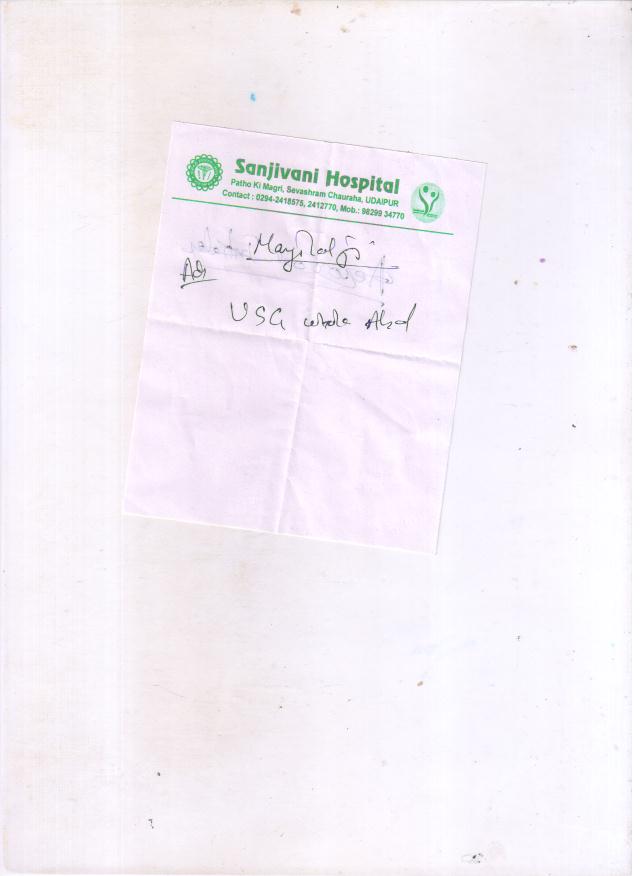 Sanjivani Hospital
Patho Ki Magri, Sevashram Chauraha, UDAIPUR
Contact : 0294-2418575, 2412770, Mob.: 98299 34770
Adv
USG whole Abd